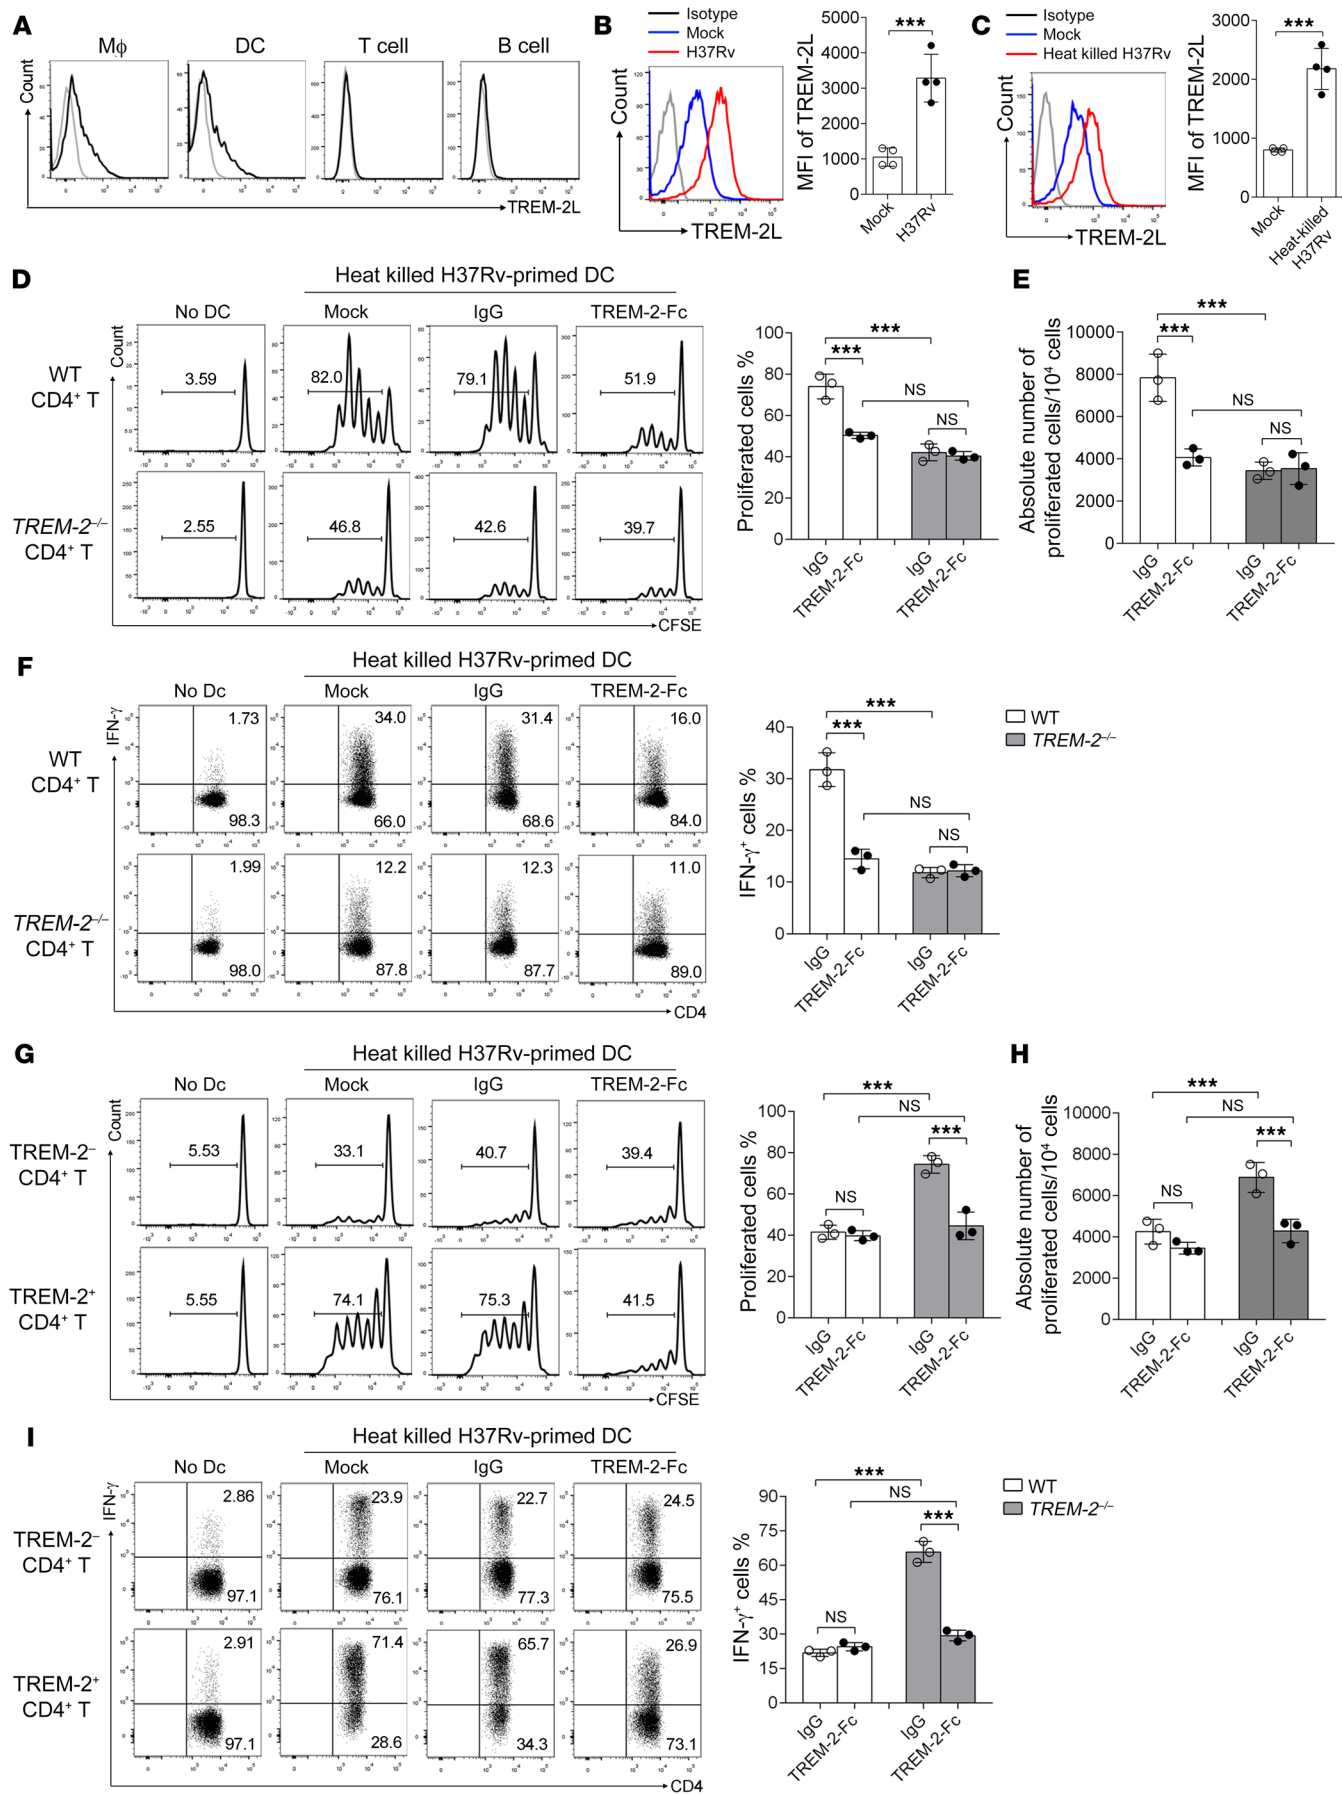 A
Mϕ
DC
T cell
B cell
Count
TREM-2L
B
Isotype
Mock
H37Rv
Count
TREM-2L
MFI of TREM-2L
5000
4000
3000
2000
1000
0
***
Mock
H37Rv
C
Isotype
Mock
Heat killed H37Rv
Count
TREM-2L
MFI of TREM-2L
3000
2000
1000
0
***
Mock
Heat-killed
H37Rv
D
Heat killed H37Rv-primed DC
No DC
Mock
IgG
TREM-2-Fc
Count
WT
CD4+ T
3.59
82.0
79.1
51.9
TREM-2–/–
CD4+ T
2.55
46.8
42.6
39.7
CFSE
Proliferated cells %
100
80
60
40
20
0
***
***
NS
NS
IgG
TREM-2-Fc
IgG
TREM-2-Fc
E
Absolute number of
proliferated cells/10⁴ cells
10000
8000
6000
4000
2000
0
***
***
NS
NS
IgG
TREM-2-Fc
IgG
TREM-2-Fc
F
Heat killed H37Rv-primed DC
No Dc
Mock
IgG
TREM-2-Fc
IFN-γ
WT
CD4+ T
1.73
34.0
31.4
16.0
98.3
66.0
68.6
84.0
TREM-2–/–
CD4+ T
1.99
12.2
12.3
11.0
98.0
87.8
87.7
89.0
CD4
IFN-γ+ cells %
40
30
20
10
0
***
***
NS
NS
IgG
TREM-2-Fc
IgG
TREM-2-Fc
WT
TREM-2–/–
G
Heat killed H37Rv-primed DC
No Dc
Mock
IgG
TREM-2-Fc
Count
TREM-2–
CD4+ T
5.53
33.1
40.7
39.4
TREM-2+
CD4+ T
5.55
74.1
75.3
41.5
CFSE
Proliferated cells %
100
80
60
40
20
0
***
NS
***
NS
IgG
TREM-2-Fc
IgG
TREM-2-Fc
H
Absolute number of
proliferated cells/10⁴ cells
10000
8000
6000
4000
2000
0
***
NS
***
NS
IgG
TREM-2-Fc
IgG
TREM-2-Fc
I
Heat killed H37Rv-primed DC
No Dc
Mock
IgG
TREM-2-Fc
IFN-γ
TREM-2–
CD4+ T
2.86
23.9
22.7
24.5
97.1
76.1
77.3
75.5
TREM-2+
CD4+ T
2.91
71.4
65.7
26.9
97.1
28.6
34.3
73.1
CD4
IFN-γ+ cells %
90
75
60
45
30
15
0
***
NS
***
NS
IgG
TREM-2-Fc
IgG
TREM-2-Fc
WT
TREM-2–/–